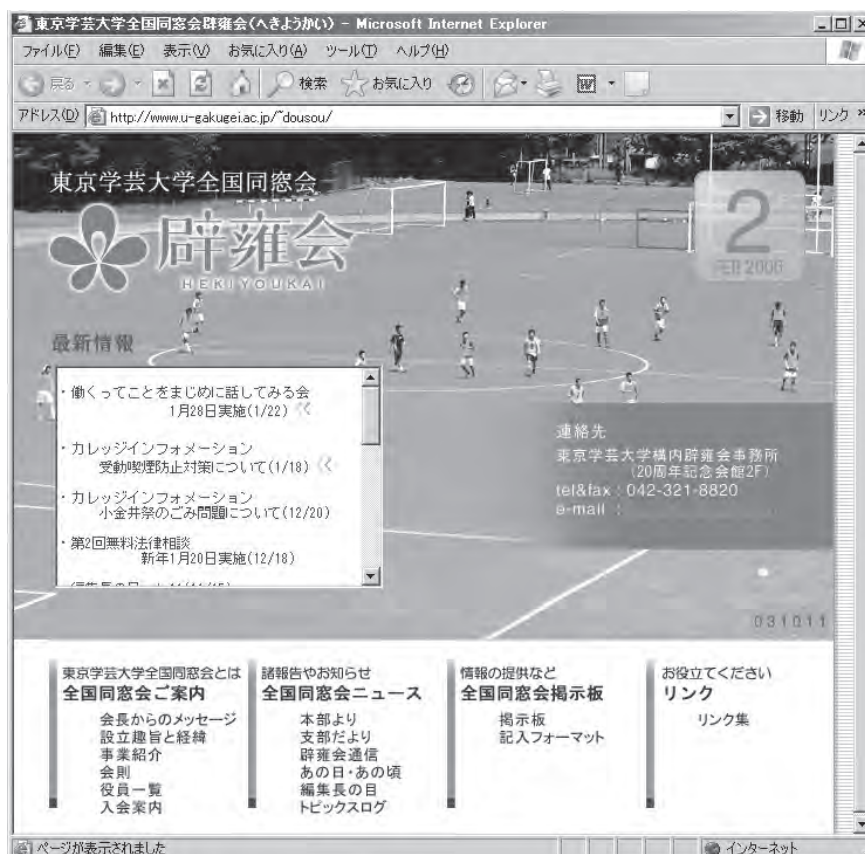 東京学芸大学全国同窓会辟雍会(へきようかい) - Microsoft Internet Explorer
ファイル(F) 編集(E) 表示(V) お気に入り(A) ツール(T) ヘルプ(H)
戻る 検索 お気に入り
アドレス(D) http://www.u-gakugei.ac.jp/~dousou/ 移動 リンク »
東京学芸大学全国同窓会
辟雍会
HEKIYOUKAI
2
FEB 2006
最新情報
・働くってことをまじめに話してみる会
1月28日実施(1/22)
・カレッジインフォメーション
受動喫煙防止対策について(1/18)
・カレッジインフォメーション
小金井祭のごみ問題について(12/20)
・第2回無料法律相談
新年1月20日実施(12/18)
連絡先
東京学芸大学構内辟雍会事務所
(20周年記念会館2F)
tel&fax : 042-321-8820
e-mail :
031011
東京学芸大学全国同窓会とは
全国同窓会ご案内
会長からのメッセージ
設立趣旨と経緯
事業紹介
会則
役員一覧
入会案内
諸報告やお知らせ
全国同窓会ニュース
本部より
支部だより
辟雍会通信
あの日・あの頃
編集長の目
トピックスログ
情報の提供など
全国同窓会掲示板
掲示板
記入フォーマット
お役立てください
リンク
リンク集
ページが表示されました インターネット